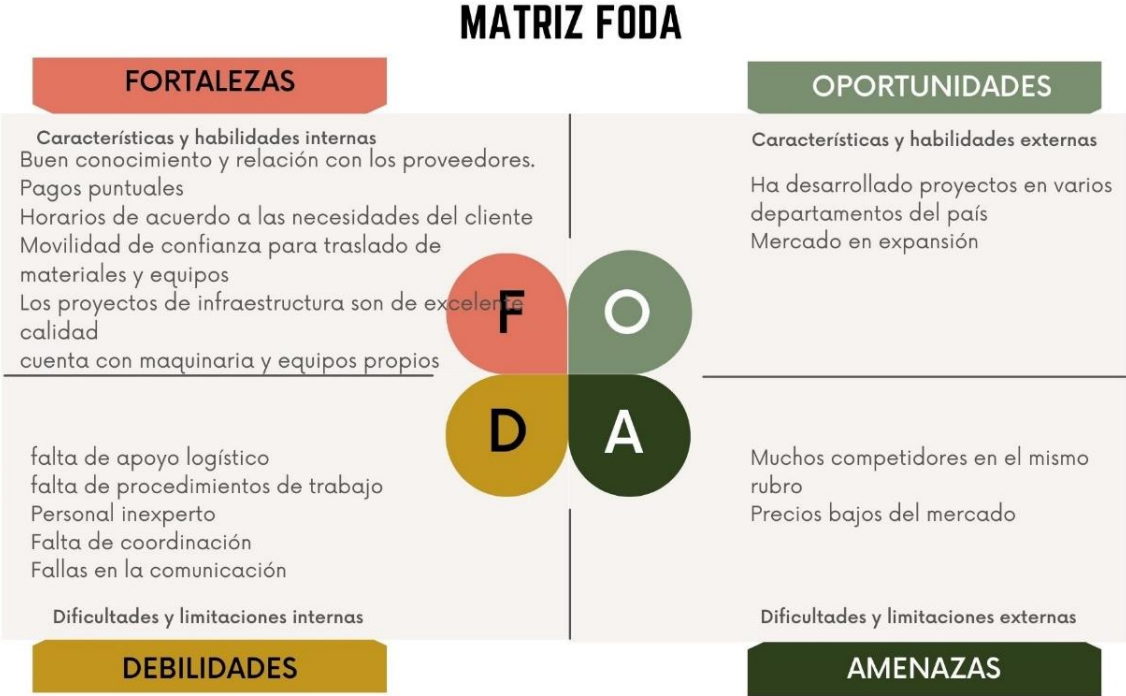 MATRIZ FODA
FORTALEZAS
Características y habilidades internas
Buen conocimiento y relación con los proveedores.
Pagos puntuales
Horarios de acuerdo a las necesidades del cliente
Movilidad de confianza para traslado de
materiales y equipos
Los proyectos de infraestructura son de excelente
calidad
cuenta con maquinaria y equipos propios
OPORTUNIDADES
Características y habilidades externas
Ha desarrollado proyectos en varios
departamentos del país
Mercado en expansión
F
O
D
A
falta de apoyo logístico
falta de procedimientos de trabajo
Personal inexperto
Falta de coordinación
Fallas en la comunicación
Dificultades y limitaciones internas
DEBILIDADES
Muchos competidores en el mismo
rubro
Precios bajos del mercado
Dificultades y limitaciones externas
AMENAZAS